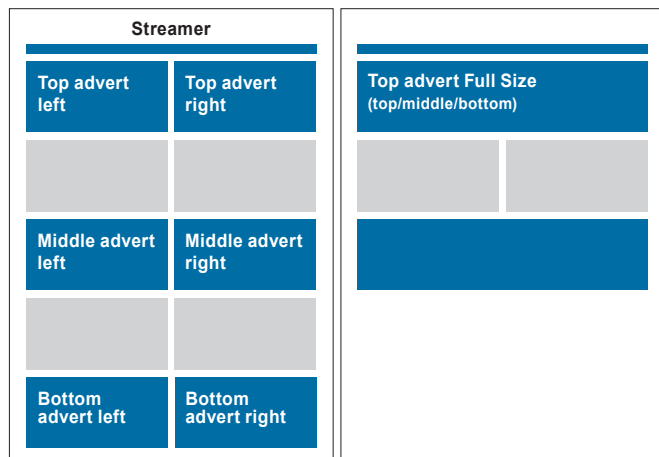 Streamer
Top advert
left
Top advert
right
Middle advert
left
Middle advert
right
Bottom
advert left
Bottom
advert right
Top advert Full Size
(top/middle/bottom)